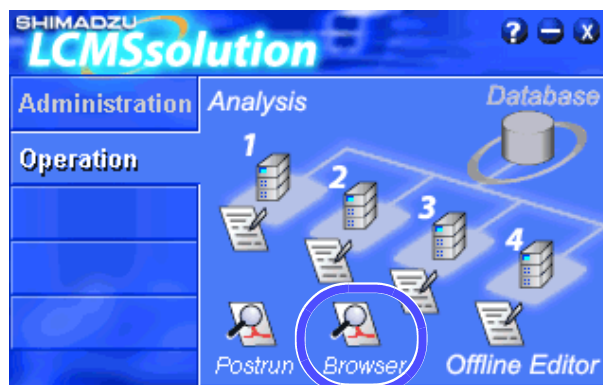 SHIMADZU
LCMSsolution
? – x
Administration
Operation
Analysis
Database
1
2
3
4
Postrun
Browser
Offline Editor